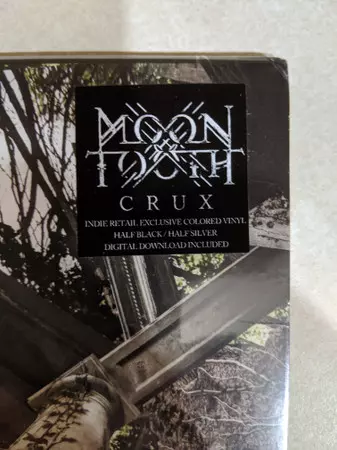 MOON
TOOTH
CRUX
INDIE RETAIL EXCLUSIVE COLORED VINYL
HALF BLACK / HALF SILVER
DIGITAL DOWNLOAD INCLUDED